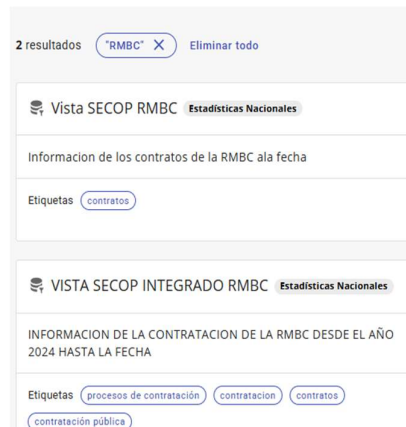 2 resultados "RMBC" Eliminar todo
Vista SECOP RMBC Estadísticas Nacionales
Informacion de los contratos de la RMBC ala fecha
Etiquetas contratos
VISTA SECOP INTEGRADO RMBC Estadísticas Nacionales
INFORMACION DE LA CONTRATACION DE LA RMBC DESDE EL AÑO
2024 HASTA LA FECHA
Etiquetas procesos de contratación contratacion contratos
contratación pública